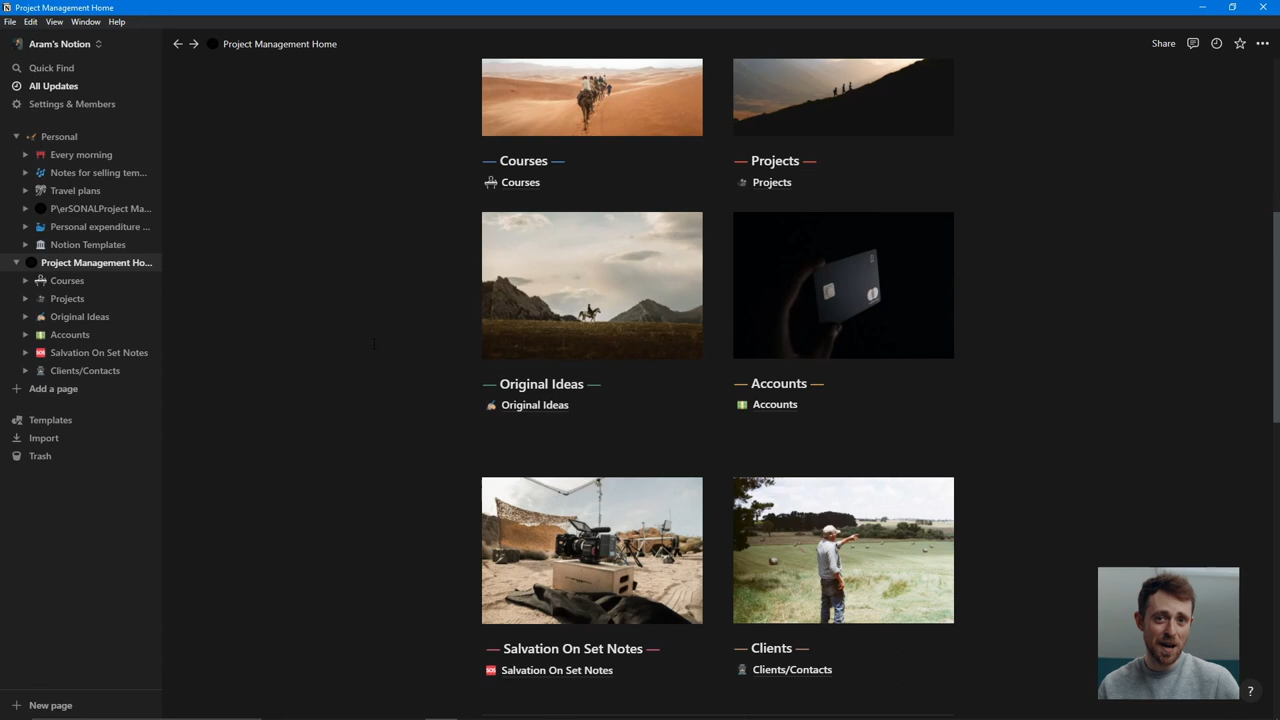 Project Management Home
File Edit View Window Help
Aram's Notion
Project Management Home
Share
Quick Find
All Updates
Settings & Members
Personal
Every morning
Notes for selling tem...
Travel plans
P\erSONALProject Ma...
Personal expenditure ...
Notion Templates
Project Management Ho...
Courses
Projects
Original Ideas
Accounts
Salvation On Set Notes
Clients/Contacts
Add a page
Templates
Import
Trash
New page
— Courses —
Courses
— Projects —
Projects
— Original Ideas —
Original Ideas
— Accounts —
Accounts
— Salvation On Set Notes —
SOS Salvation On Set Notes
— Clients —
Clients/Contacts
?